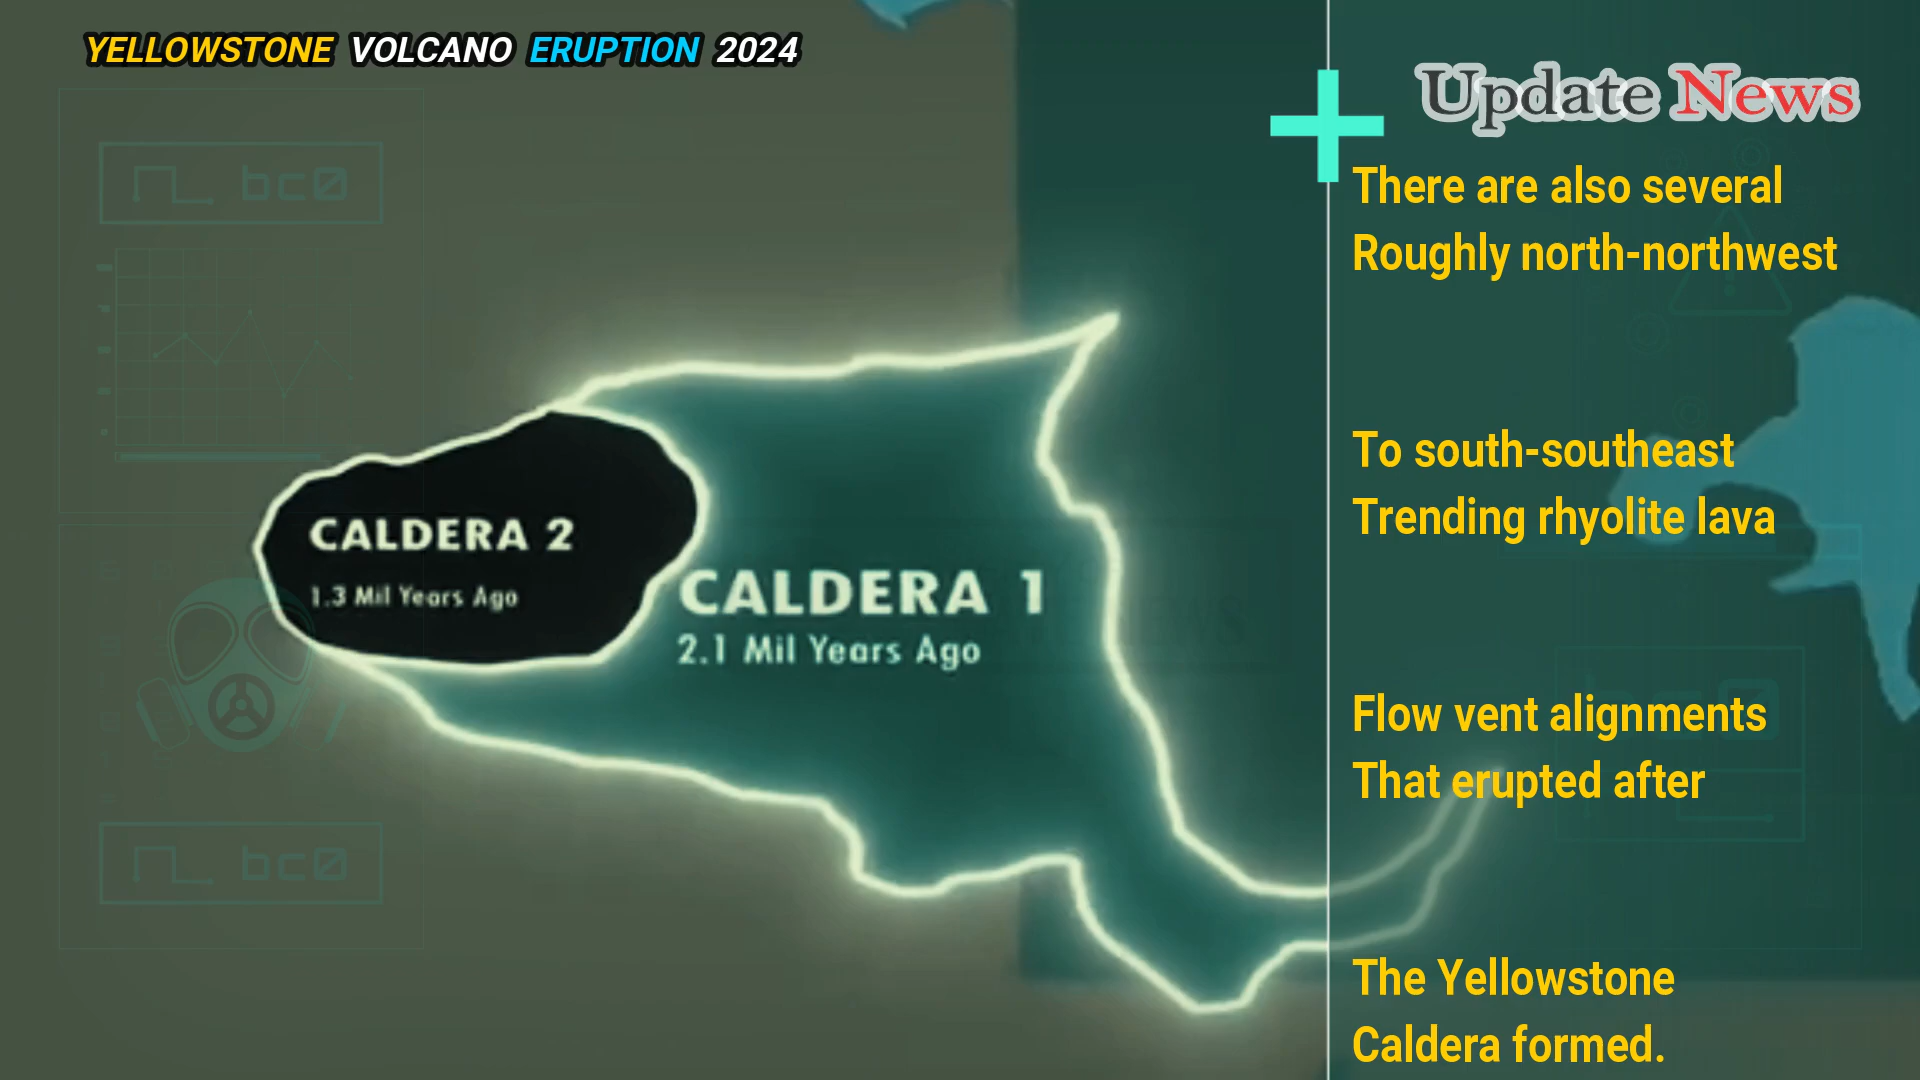 YELLOWSTONE VOLCANO ERUPTION 2024
Update News
bc0
CALDERA 2
1.3 Mil Years Ago
CALDERA 1
2.1 Mil Years Ago
bc0
There are also several
Roughly north-northwest
To south-southeast
Trending rhyolite lava
Flow vent alignments
That erupted after
The Yellowstone
Caldera formed.